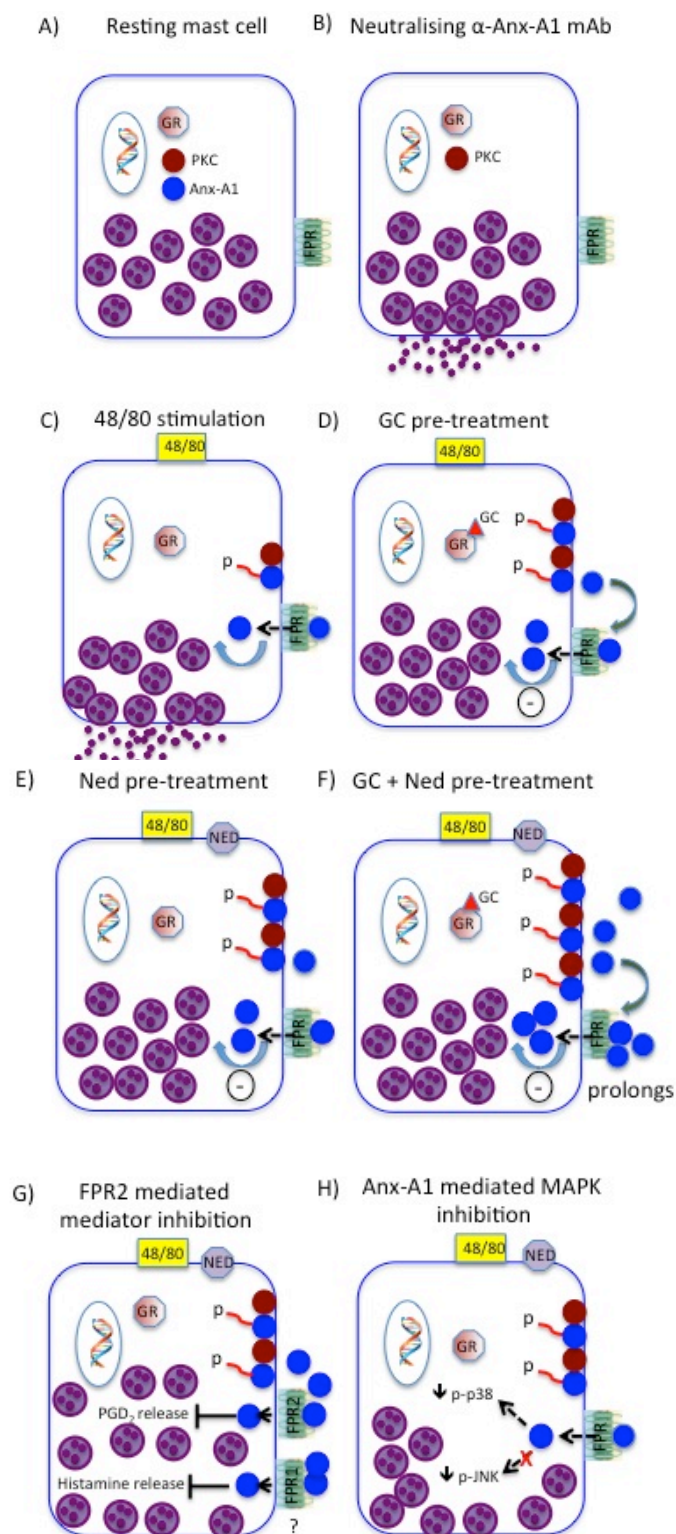 A) Resting mast cell
B) Neutralising α-Anx-A1 mAb
GR
PKC
Anx-A1
FPR
GR
PKC
FPR
C) 48/80 stimulation
48/80
GR
p
FPR
D) GC pre-treatment
48/80
GC
GR
p
p
FPR
-
E) Ned pre-treatment
48/80
NED
GR
p
p
FPR
-
F) GC + Ned pre-treatment
48/80
NED
GC
GR
p
p
p
FPR
-
prolongs
G) FPR2 mediated
mediator inhibition
48/80
NED
GR
p
p
PGD2 release
FPR2
Histamine release
FPR1
?
H) Anx-A1 mediated MAPK
inhibition
48/80
NED
GR
p
p
p-p38
FPR
X
p-JNK